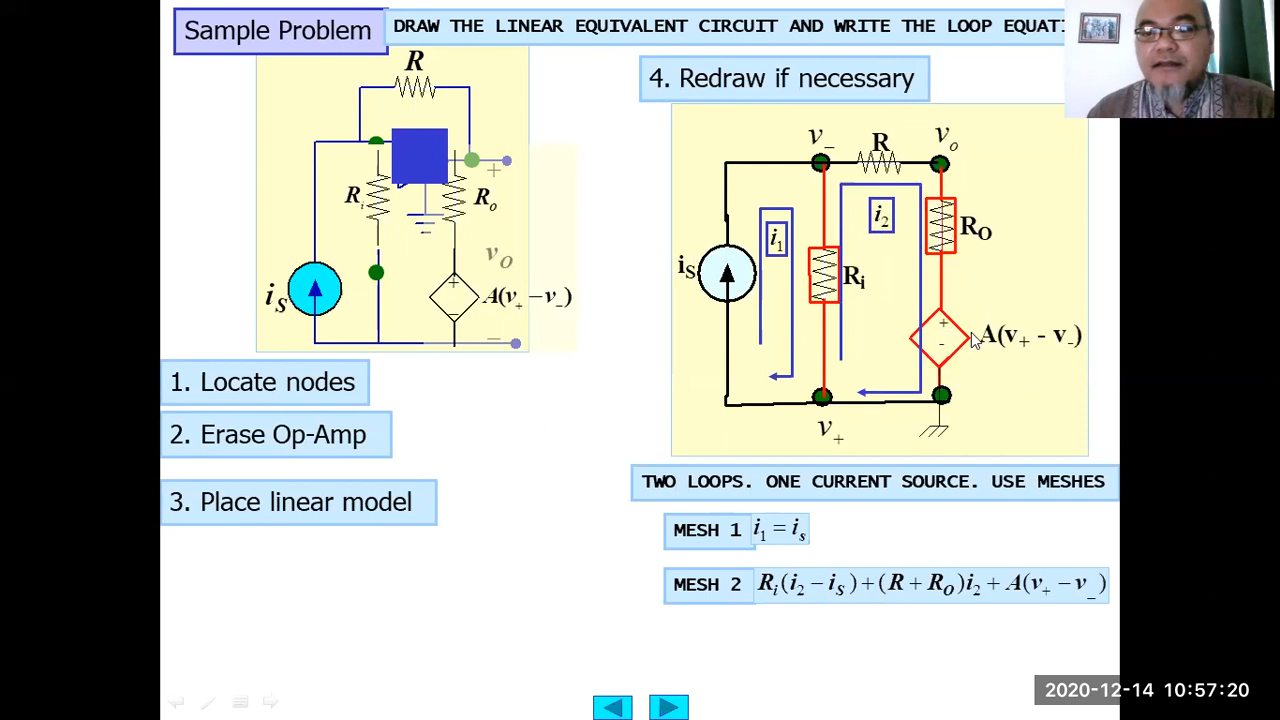 Sample Problem
DRAW THE LINEAR EQUIVALENT CIRCUIT AND WRITE THE LOOP EQUATI
R
R_i
R_o
+
v_O
i_S
+
−
A(v_+ − v_−)
−
1. Locate nodes
2. Erase Op-Amp
3. Place linear model
4. Redraw if necessary
v_−
R
v_o
i_1
i_2
R_O
i_S
R_i
+
-
A(v_+ - v_-)
v_+
TWO LOOPS. ONE CURRENT SOURCE. USE MESHES
MESH 1 i_1 = i_s
MESH 2 R_i(i_2 − i_S) + (R + R_O)i_2 + A(v_+ − v_−)
2020-12-14 10:57:20